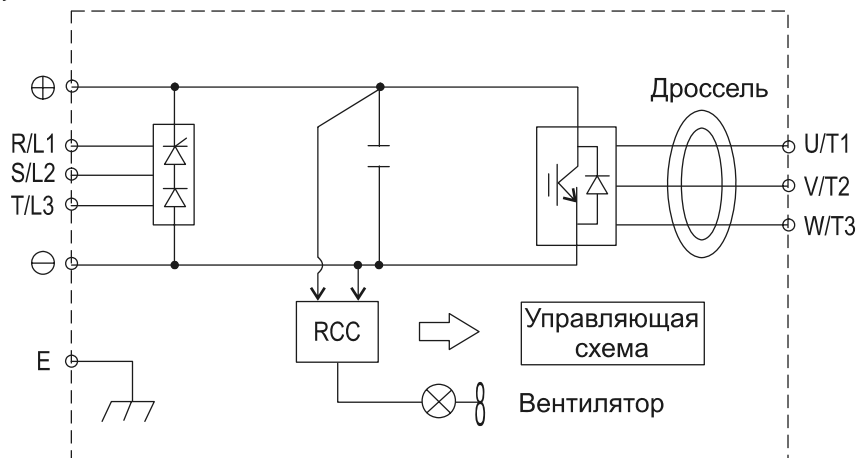 Дроссель
R/L1
S/L2
T/L3
U/T1
V/T2
W/T3
E
RCC
Управляющая
схема
Вентилятор